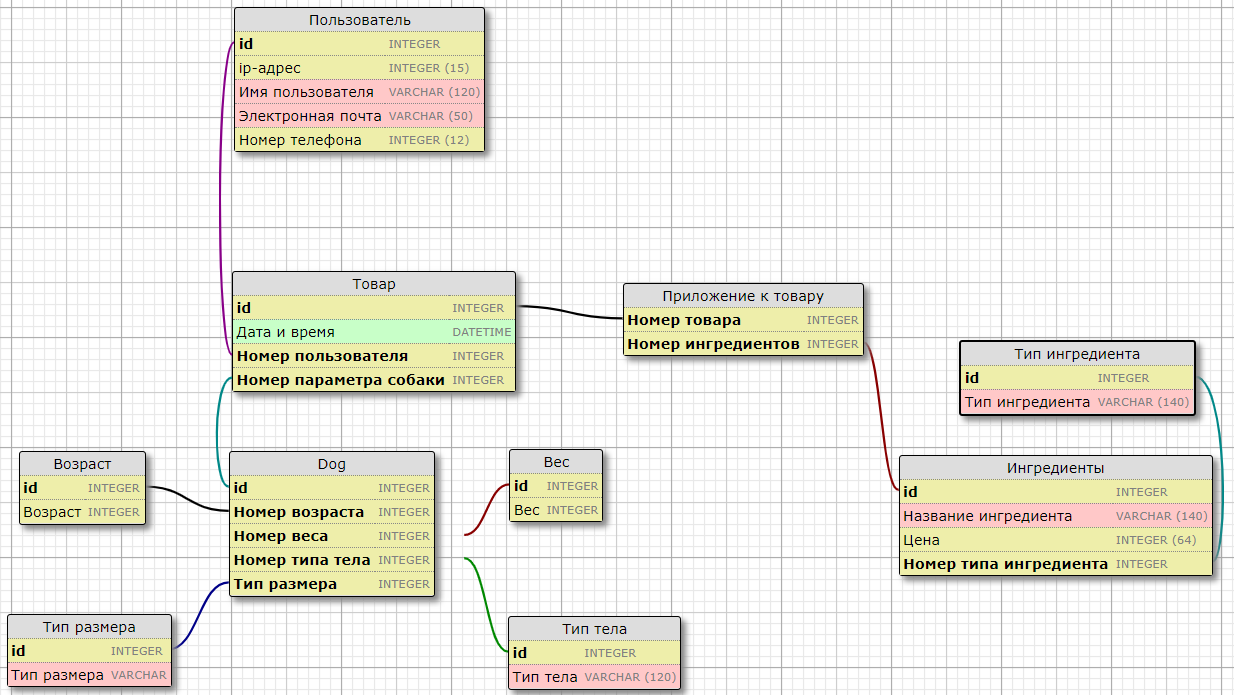 Пользователь
id INTEGER
ip-адрес INTEGER (15)
Имя пользователя VARCHAR (120)
Электронная почта VARCHAR (50)
Номер телефона INTEGER (12)
Товар
id INTEGER
Дата и время DATETIME
Номер пользователя INTEGER
Номер параметра собаки INTEGER
Приложение к товару
Номер товара INTEGER
Номер ингредиентов INTEGER
Тип ингредиента
id INTEGER
Тип ингредиента VARCHAR (140)
Возраст
id INTEGER
Возраст INTEGER
Dog
id INTEGER
Номер возраста INTEGER
Номер веса INTEGER
Номер типа тела INTEGER
Тип размера INTEGER
Вес
id INTEGER
Вес INTEGER
Ингредиенты
id INTEGER
Название ингредиента VARCHAR (140)
Цена INTEGER (64)
Номер типа ингредиента INTEGER
Тип размера
id INTEGER
Тип размера VARCHAR
Тип тела
id INTEGER
Тип тела VARCHAR (120)